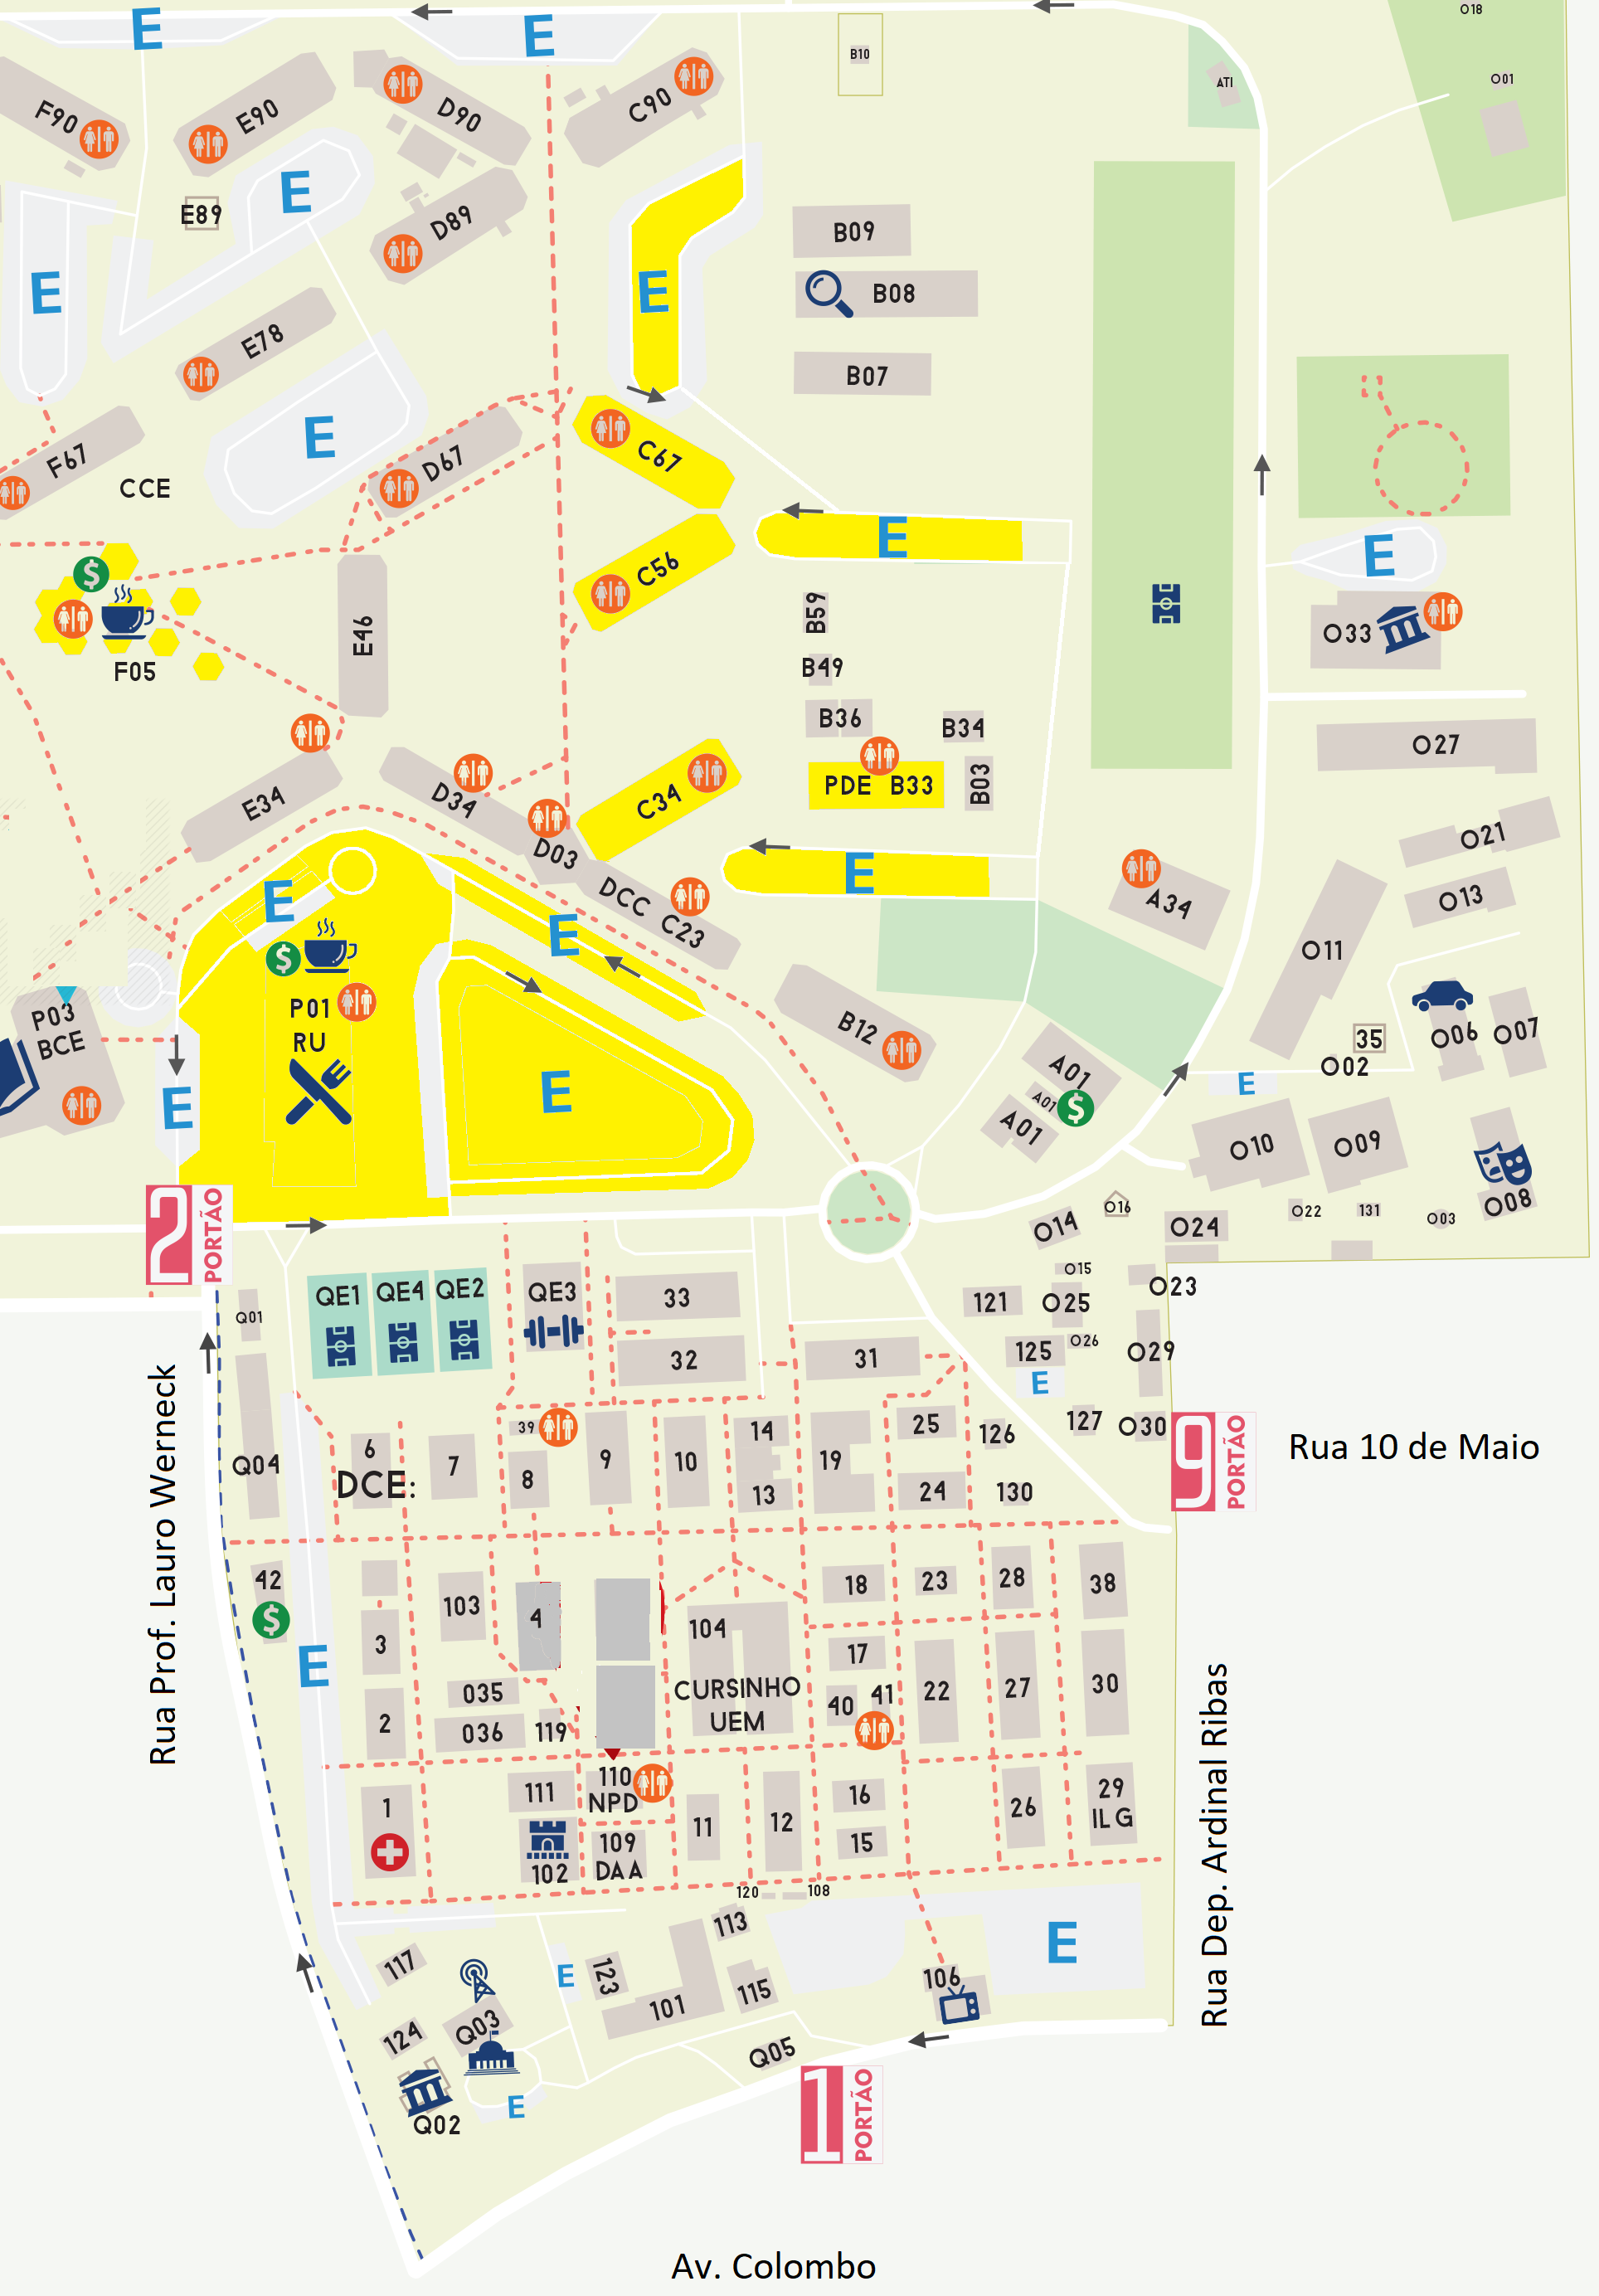 E
E
O18
B10
ATI
O01
F90
E90
D90
C90
E
E89
D89
E
E
B09
B08
E78
B07
E
F67
CCE
D67
C67
E
E
C56
F05
E46
B59
B49
B36
B34
PDE B33
B03
O33
O27
E34
D34
D03
C34
E
O21
O13
A34
E
E
DCC C23
O11
P03
BCE
P01
RU
B12
A01
A01
A01
35
O02
O06
O07
E
E
E
O10
O09
O08
2
PORTÃO
O14
O16
O24
O22
131
O03
O15
O23
Q01
QE1
QE4
QE2
QE3
33
32
31
121
O25
O26
125
O29
E
Rua Prof. Lauro Werneck
Q04
6
DCE:
7
39
8
9
10
14
13
19
25
24
126
127
O30
130
9
PORTÃO
Rua 10 de Maio
42
3
103
4
104
18
23
28
38
E
17
2
035
036
119
CURSINHO
UEM
40
41
22
27
30
Rua Dep. Ardinal Ribas
1
111
110
NPD
102
109
DAA
11
12
16
15
26
29
ILG
120
108
117
113
E
123
101
115
106
E
124
Q03
Q05
Q02
E
1
PORTÃO
Av. Colombo